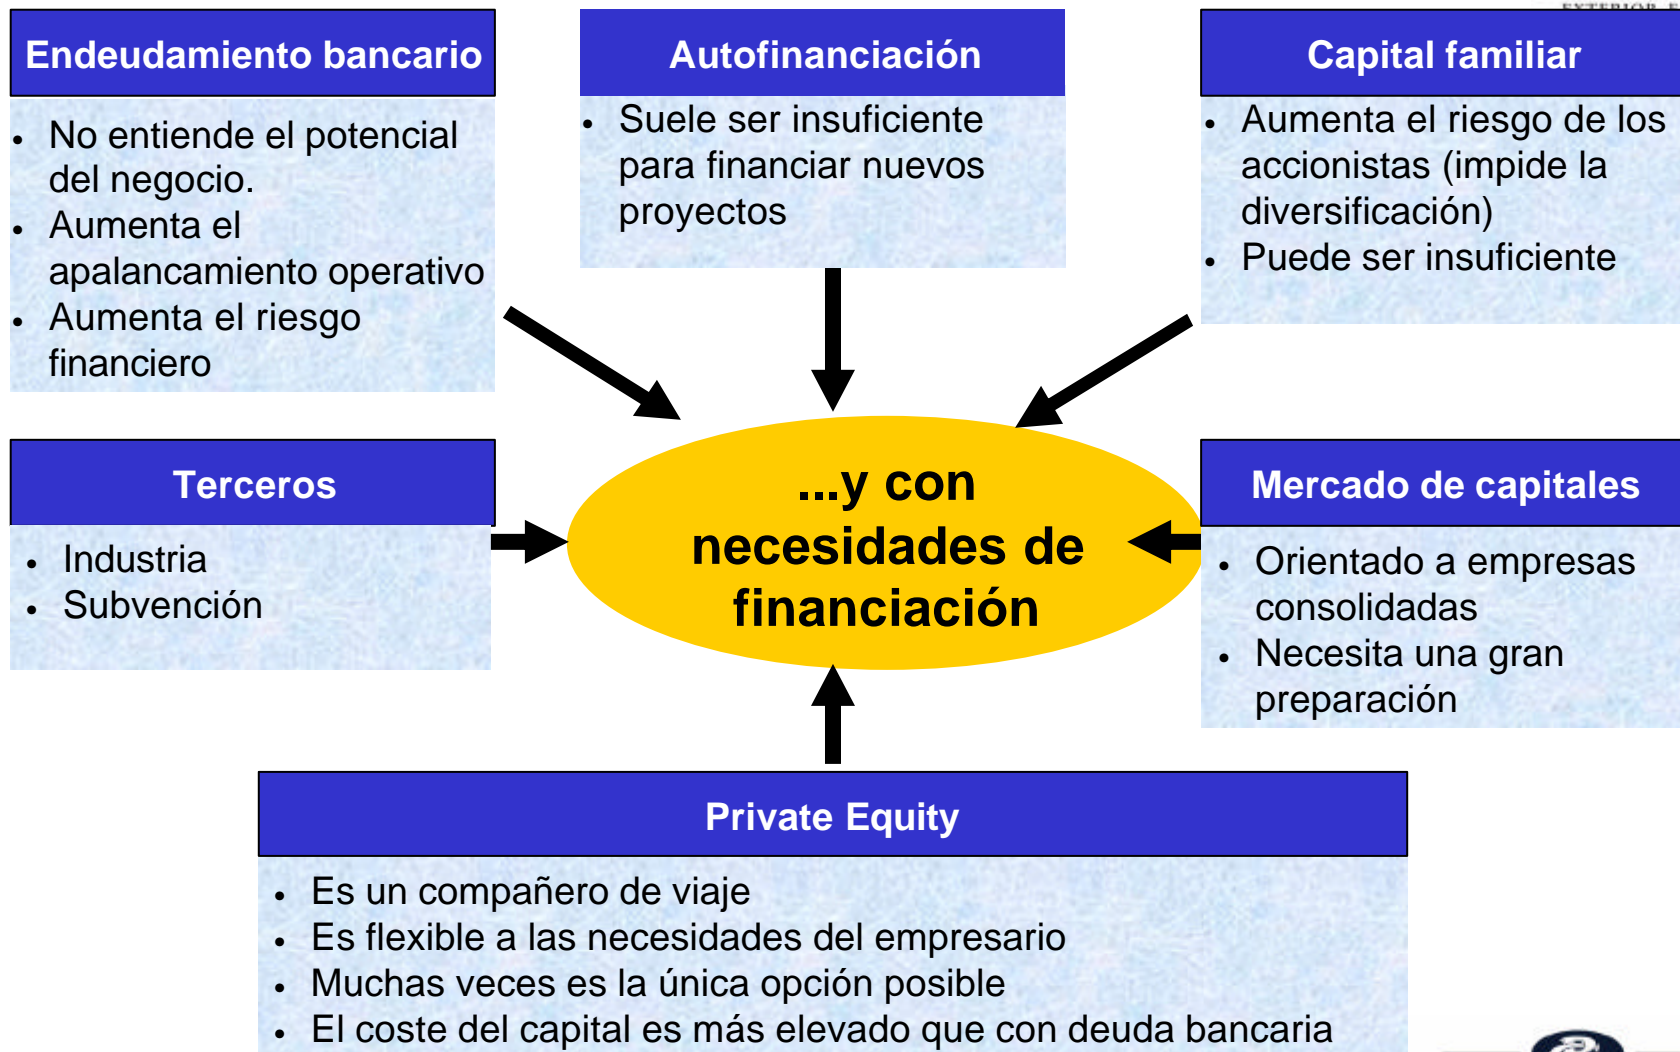 EXTERIOR
Endeudamiento bancario
• No entiende el potencial
del negocio.
• Aumenta el
apalancamiento operativo
• Aumenta el riesgo
financiero
Autofinanciación
• Suele ser insuficiente
para financiar nuevos
proyectos
Capital familiar
• Aumenta el riesgo de los
accionistas (impide la
diversificación)
• Puede ser insuficiente
Terceros
• Industria
• Subvención
...y con
necesidades de
financiación
Mercado de capitales
• Orientado a empresas
consolidadas
• Necesita una gran
preparación
Private Equity
• Es un compañero de viaje
• Es flexible a las necesidades del empresario
• Muchas veces es la única opción posible
• El coste del capital es más elevado que con deuda bancaria